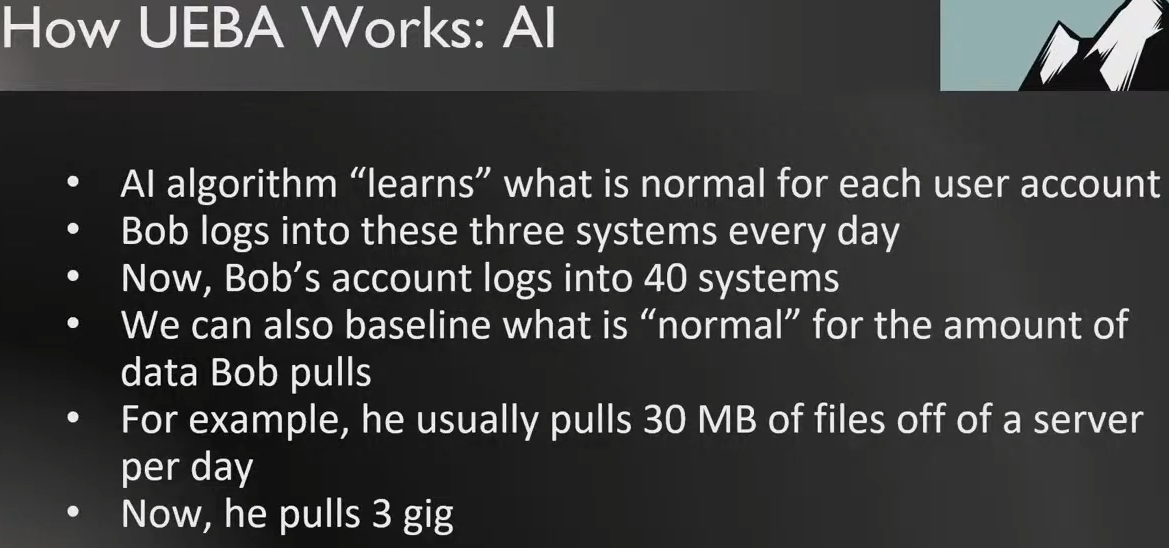 How UEBA Works: AI
• AI algorithm “learns” what is normal for each user account
• Bob logs into these three systems every day
• Now, Bob’s account logs into 40 systems
• We can also baseline what is “normal” for the amount of
data Bob pulls
• For example, he usually pulls 30 MB of files off of a server
per day
• Now, he pulls 3 gig